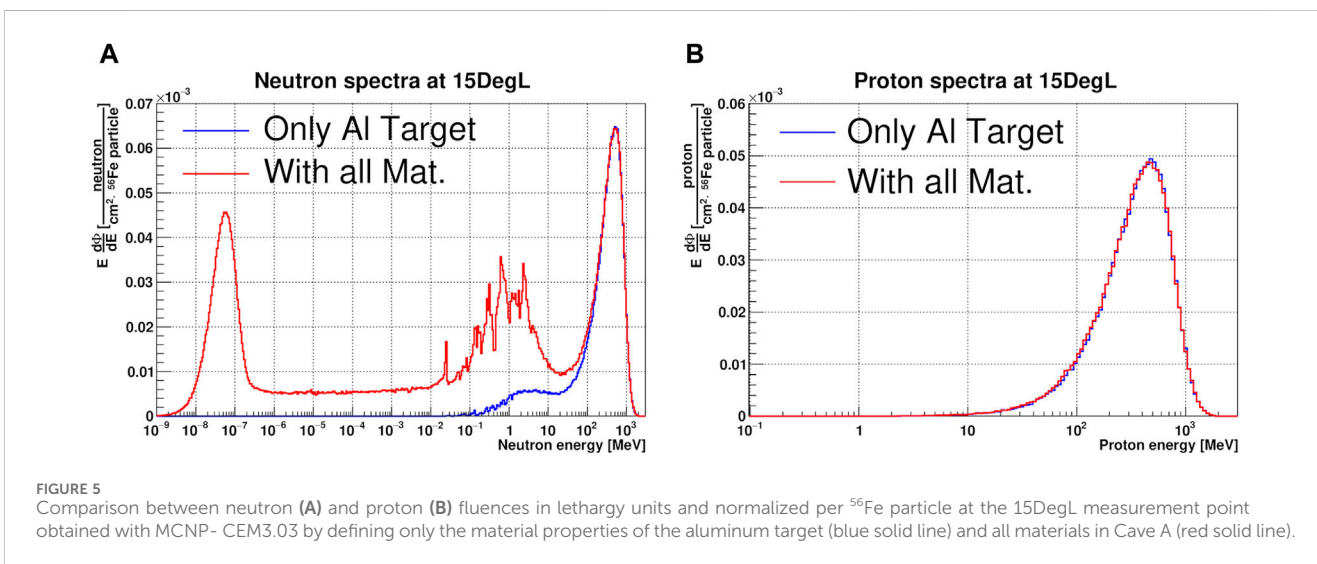 A
Neutron spectra at 15DegL
×10⁻³
E dΦ/dE [neutron / cm². ⁵⁶Fe particle]
0.07
0.06
0.05
0.04
0.03
0.02
0.01
0
Only Al Target
With all Mat.
10⁻⁹ 10⁻⁸ 10⁻⁷ 10⁻⁶ 10⁻⁵ 10⁻⁴ 10⁻³ 10⁻² 10⁻¹ 1 10 10² 10³
Neutron energy [MeV]
B
Proton spectra at 15DegL
×10⁻³
E dΦ/dE [proton / cm². ⁵⁶Fe particle]
0.06
0.05
0.04
0.03
0.02
0.01
0
Only Al Target
With all Mat.
10⁻¹ 1 10 10² 10³
Proton energy [MeV]
FIGURE 5
Comparison between neutron (A) and proton (B) fluences in lethargy units and normalized per ⁵⁶Fe particle at the 15DegL measurement point
obtained with MCNP- CEM3.03 by defining only the material properties of the aluminum target (blue solid line) and all materials in Cave A (red solid line).